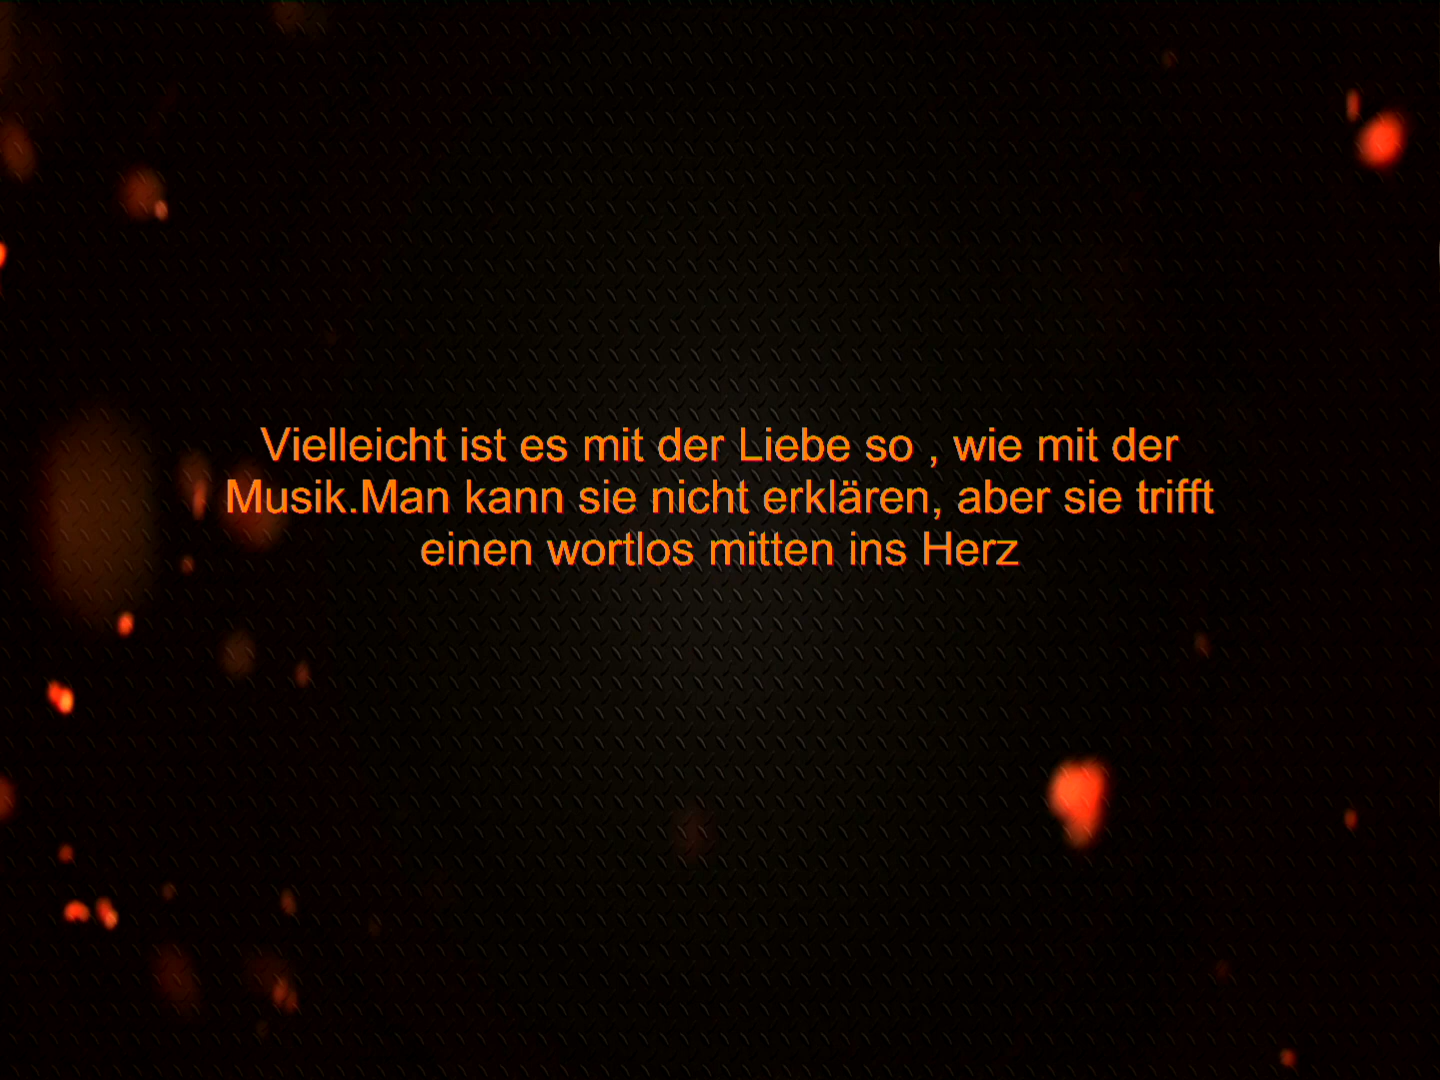 Vielleicht ist es mit der Liebe so , wie mit der
Musik.Man kann sie nicht erklären, aber sie trifft
einen wortlos mitten ins Herz